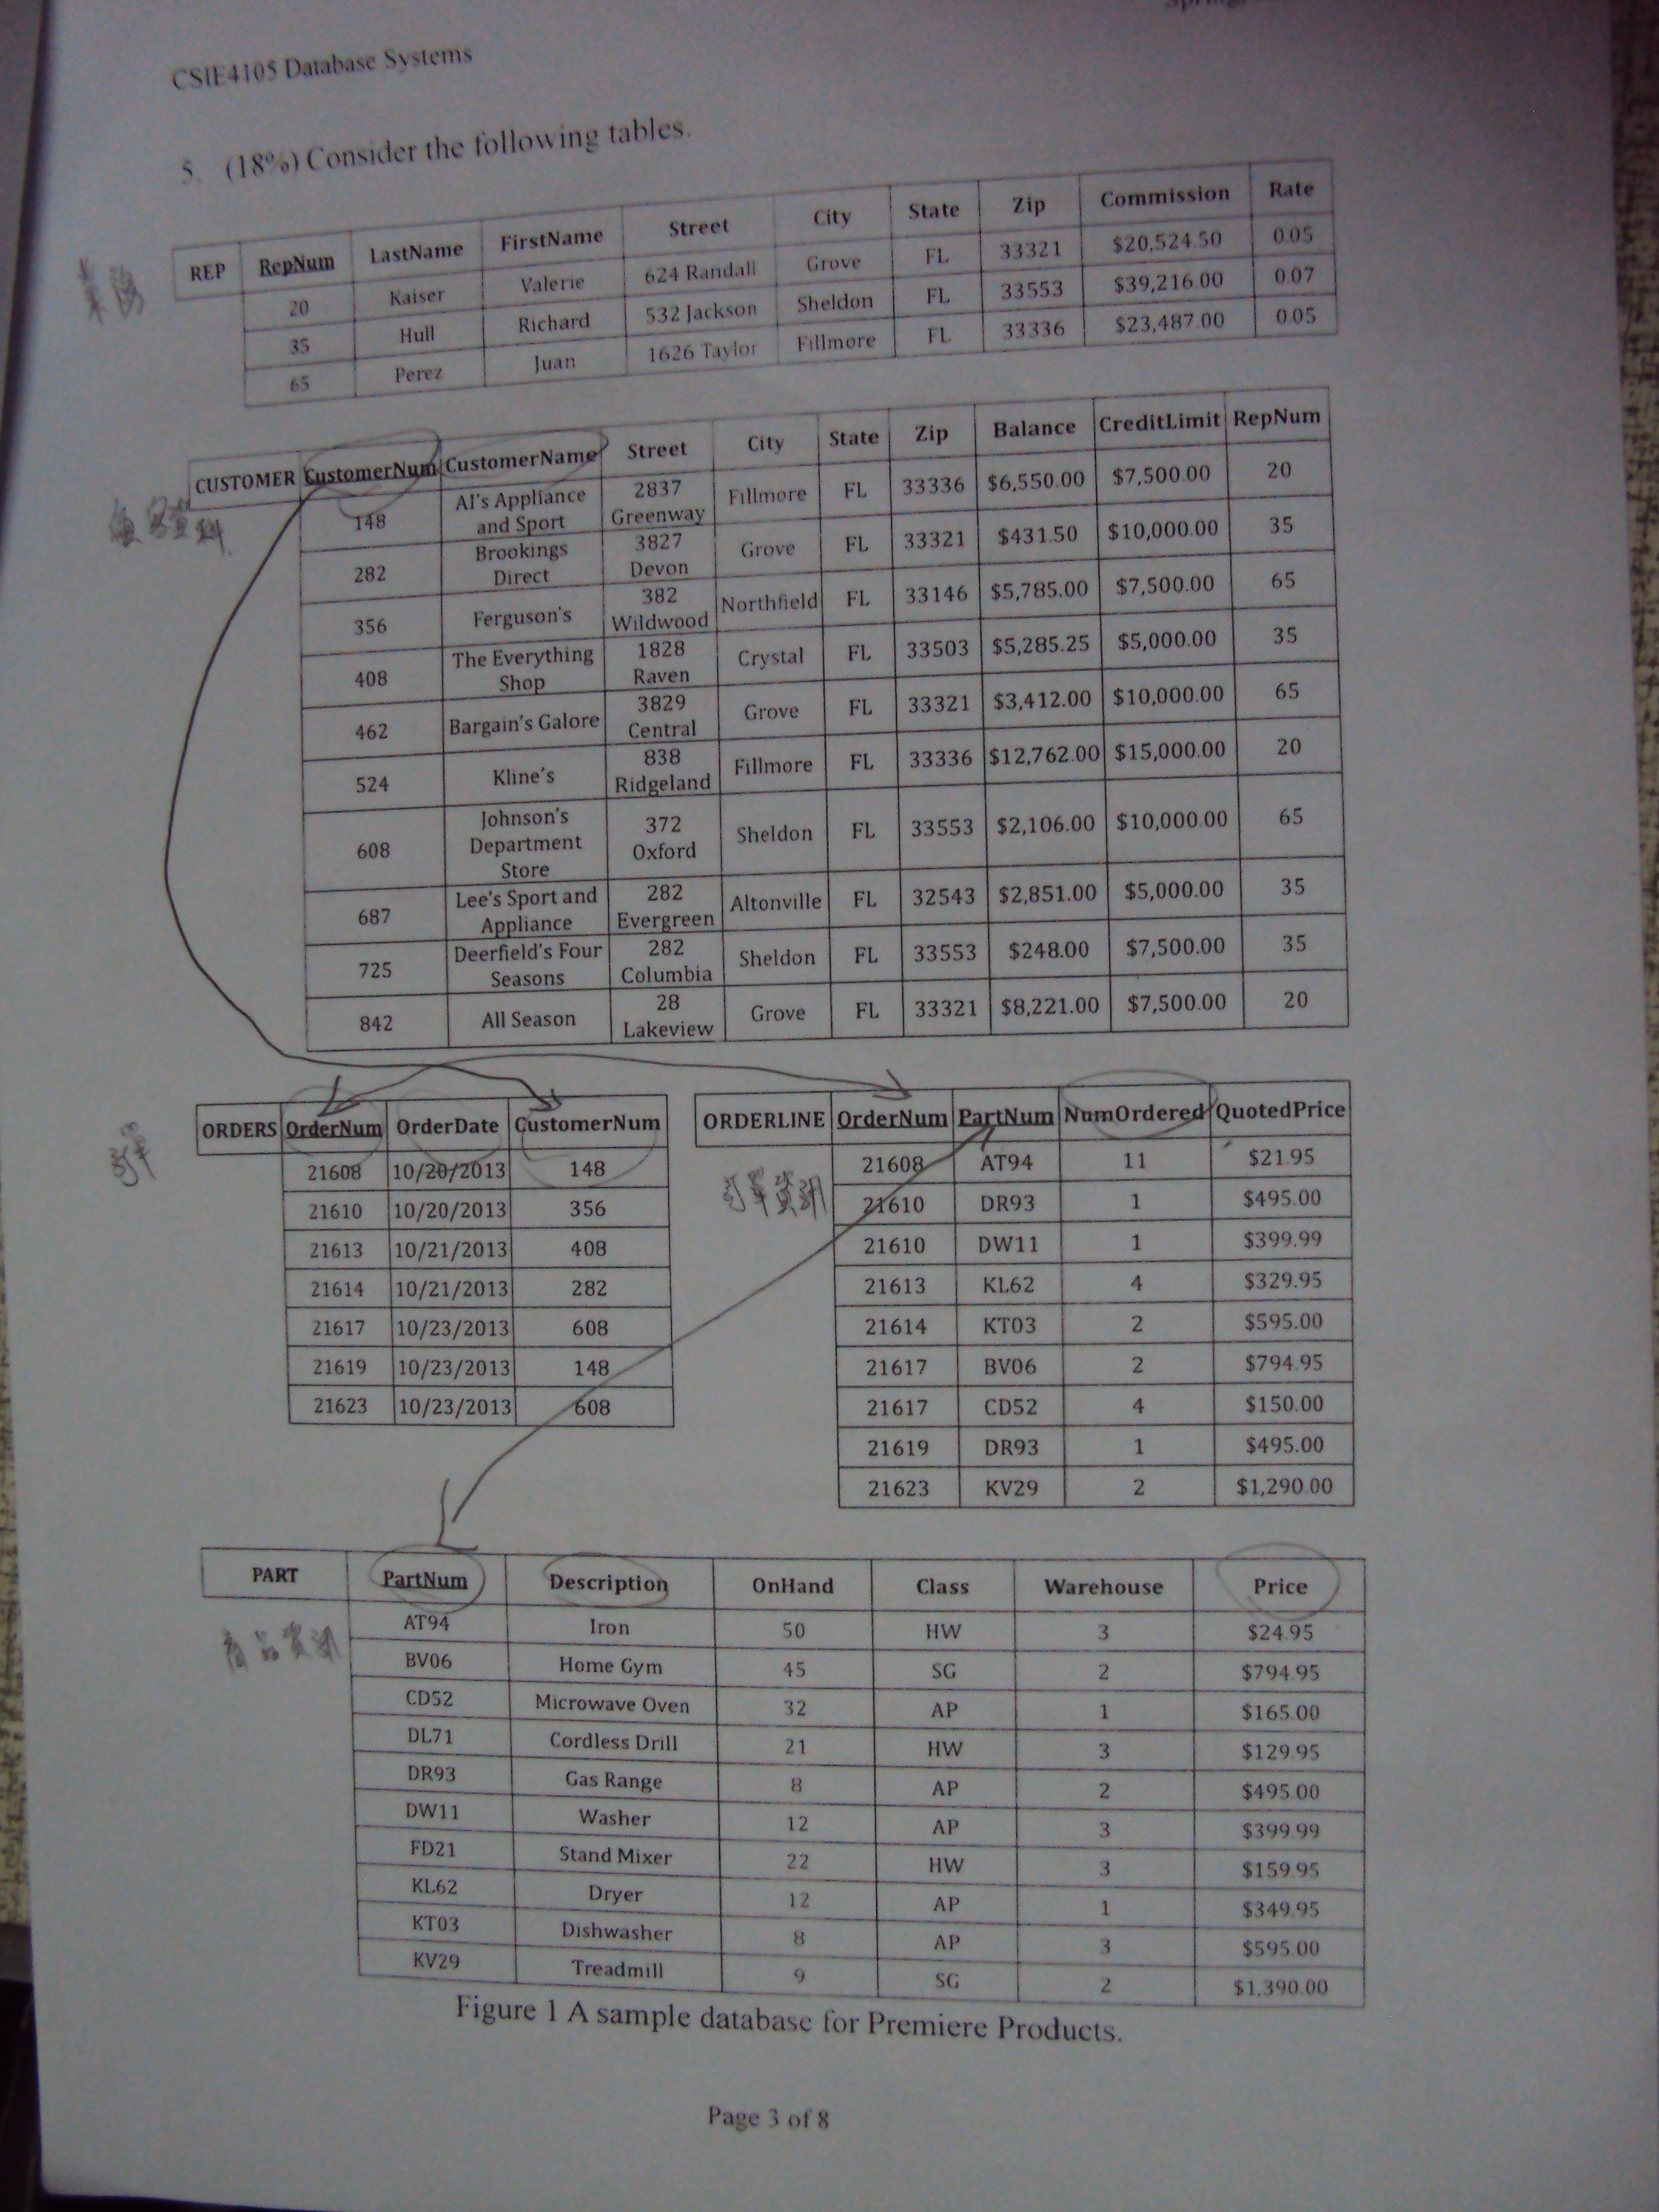 CSIE4105 Database Systems
5. (18%) Consider the following tables.
REP RepNum LastName FirstName Street City State Zip Commission Rate
20 Kaiser Valerie 624 Randall Grove FL 33321 $20,524.50 0.05
35 Hull Richard 532 Jackson Sheldon FL 33553 $39,216.00 0.07
65 Perez Juan 1626 Taylor Fillmore FL 33336 $23,487.00 0.05
業務
CUSTOMER CustomerNum CustomerName Street City State Zip Balance CreditLimit RepNum
148 Al's Appliance and Sport 2837 Greenway Fillmore FL 33336 $6,550.00 $7,500.00 20
282 Brookings Direct 3827 Devon Grove FL 33321 $431.50 $10,000.00 35
356 Ferguson's 382 Wildwood Northfield FL 33146 $5,785.00 $7,500.00 65
408 The Everything Shop 1828 Raven Crystal FL 33503 $5,285.25 $5,000.00 35
462 Bargain's Galore 3829 Central Grove FL 33321 $3,412.00 $10,000.00 65
524 Kline's 838 Ridgeland Fillmore FL 33336 $12,762.00 $15,000.00 20
608 Johnson's Department Store 372 Oxford Sheldon FL 33553 $2,106.00 $10,000.00 65
687 Lee's Sport and Appliance 282 Evergreen Altonville FL 32543 $2,851.00 $5,000.00 35
725 Deerfield's Four Seasons 282 Columbia Sheldon FL 33553 $248.00 $7,500.00 35
842 All Season 28 Lakeview Grove FL 33321 $8,221.00 $7,500.00 20
ORDERS OrderNum OrderDate CustomerNum
21608 10/20/2013 148
21610 10/20/2013 356
21613 10/21/2013 408
21614 10/21/2013 282
21617 10/23/2013 608
21619 10/23/2013 148
21623 10/23/2013 608
訂單
ORDERLINE OrderNum PartNum NumOrdered QuotedPrice
21608 AT94 11 $21.95
21610 DR93 1 $495.00
21610 DW11 1 $399.99
21613 KL62 4 $329.95
21614 KT03 2 $595.00
21617 BV06 2 $794.95
21617 CD52 4 $150.00
21619 DR93 1 $495.00
21623 KV29 2 $1,290.00
訂單資訊
PART PartNum Description OnHand Class Warehouse Price
AT94 Iron 50 HW 3 $24.95
BV06 Home Gym 45 SG 2 $794.95
CD52 Microwave Oven 32 AP 1 $165.00
DL71 Cordless Drill 21 HW 3 $129.95
DR93 Gas Range 8 AP 2 $495.00
DW11 Washer 12 AP 3 $399.99
FD21 Stand Mixer 22 HW 3 $159.95
KL62 Dryer 12 AP 1 $349.95
KT03 Dishwasher 8 AP 3 $595.00
KV29 Treadmill 9 SG 2 $1,390.00
商品資訊
Figure 1 A sample database for Premiere Products.
Page 3 of 8